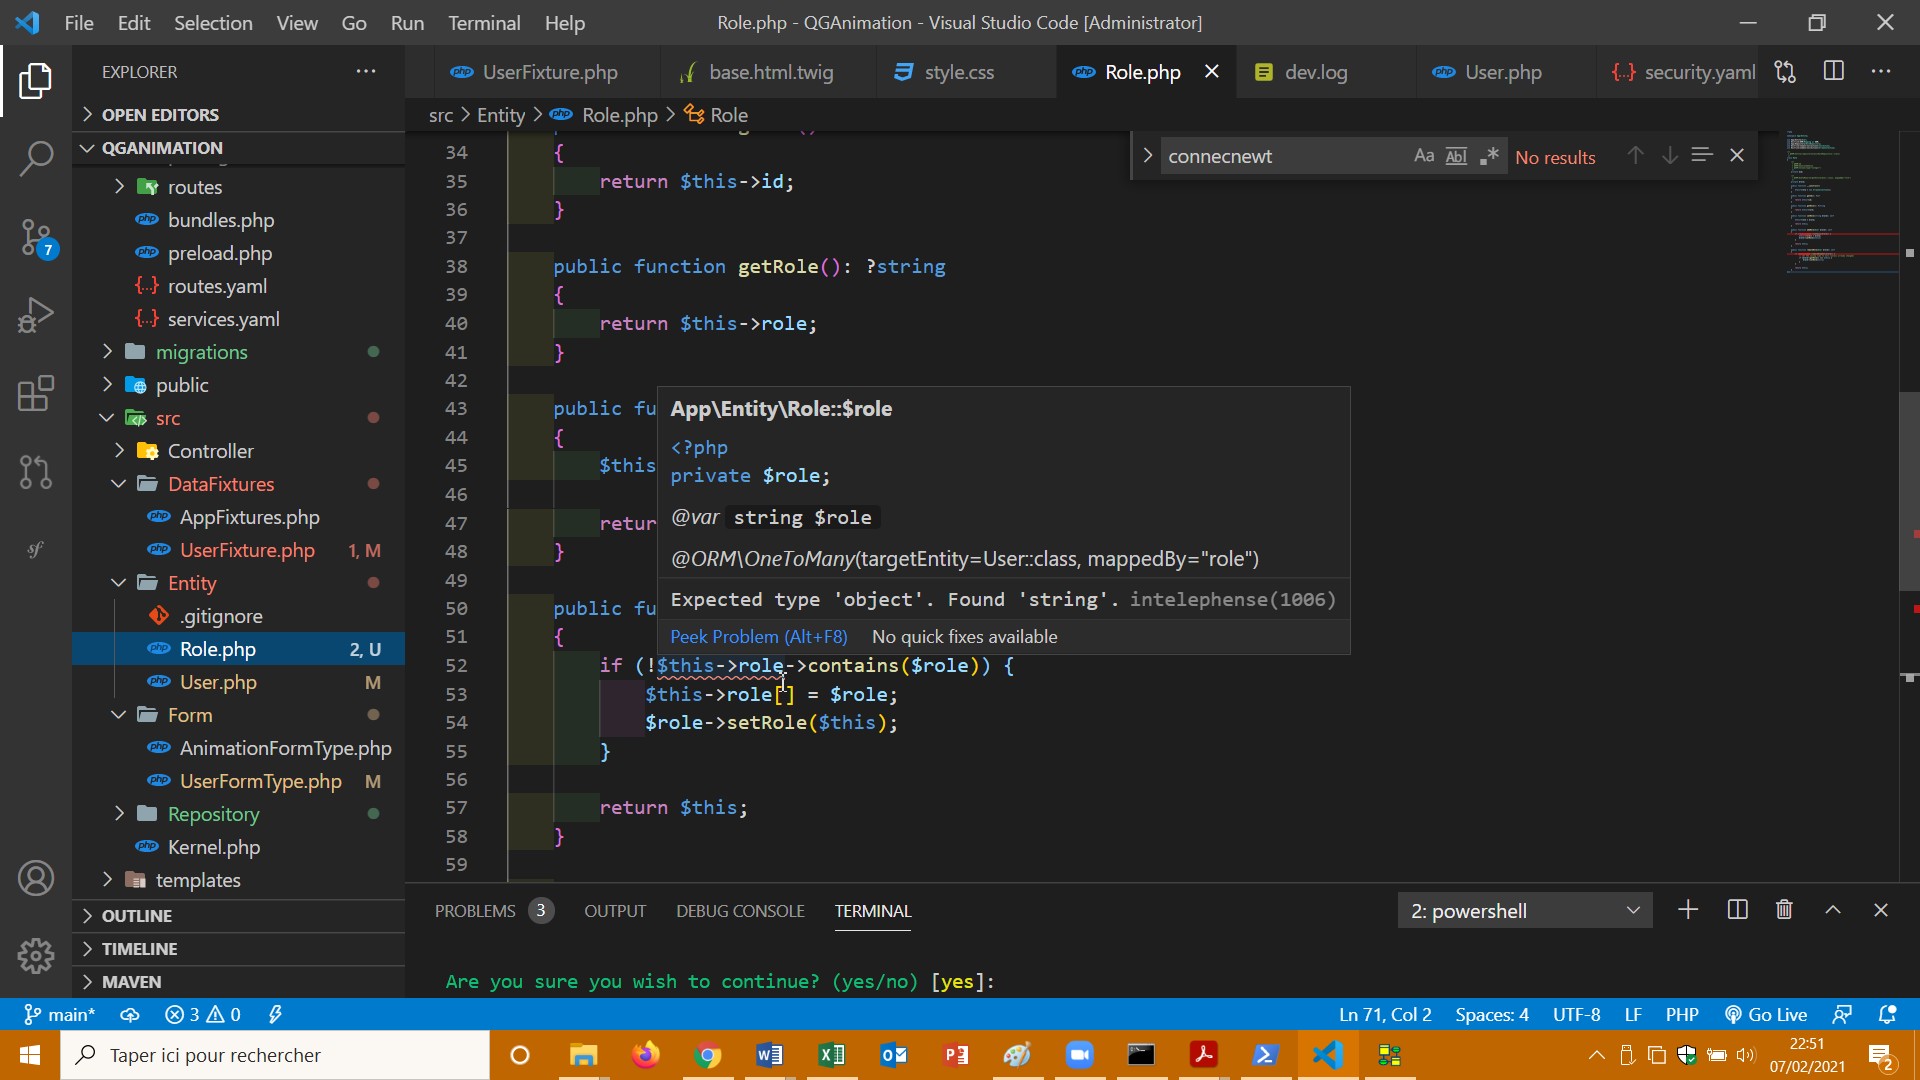 File Edit Selection View Go Run Terminal Help
Role.php - QGAnimation - Visual Studio Code [Administrator]
EXPLORER
OPEN EDITORS
QGANIMATION
routes
bundles.php
preload.php
routes.yaml
services.yaml
migrations
public
src
Controller
DataFixtures
AppFixtures.php
UserFixture.php 1, M
Entity
.gitignore
Role.php 2, U
User.php M
Form
AnimationFormType.php
UserFormType.php M
Repository
Kernel.php
templates
OUTLINE
TIMELINE
MAVEN
7
UserFixture.php
base.html.twig
style.css
Role.php
dev.log
User.php
security.yaml
src > Entity > Role.php > Role
connecnewt
Aa Abl .*
No results
34 {
35 return $this->id;
36 }
37
38 public function getRole(): ?string
39 {
40 return $this->role;
41 }
42
43 public fu
44 {
45 $this
46
47 retur
48 }
49
50 public fu
51 {
52 if (!$this->role->contains($role)) {
53 $this->role[] = $role;
54 $role->setRole($this);
55 }
56
57 return $this;
58 }
59
App\Entity\Role::$role
<?php
private $role;
@var string $role
@ORM\OneToMany(targetEntity=User::class, mappedBy="role")
Expected type 'object'. Found 'string'. intelephense(1006)
Peek Problem (Alt+F8) No quick fixes available
PROBLEMS 3 OUTPUT DEBUG CONSOLE TERMINAL
2: powershell
Are you sure you wish to continue? (yes/no) [yes]:
main* 3 0
Ln 71, Col 2 Spaces: 4 UTF-8 LF PHP Go Live
Taper ici pour rechercher
22:51
07/02/2021
2